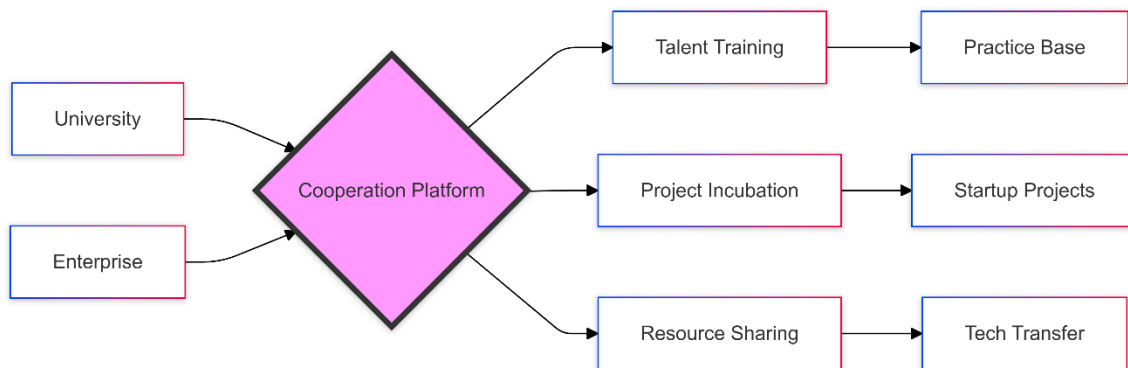 University
Enterprise
Cooperation Platform
Talent Training
Practice Base
Project Incubation
Startup Projects
Resource Sharing
Tech Transfer